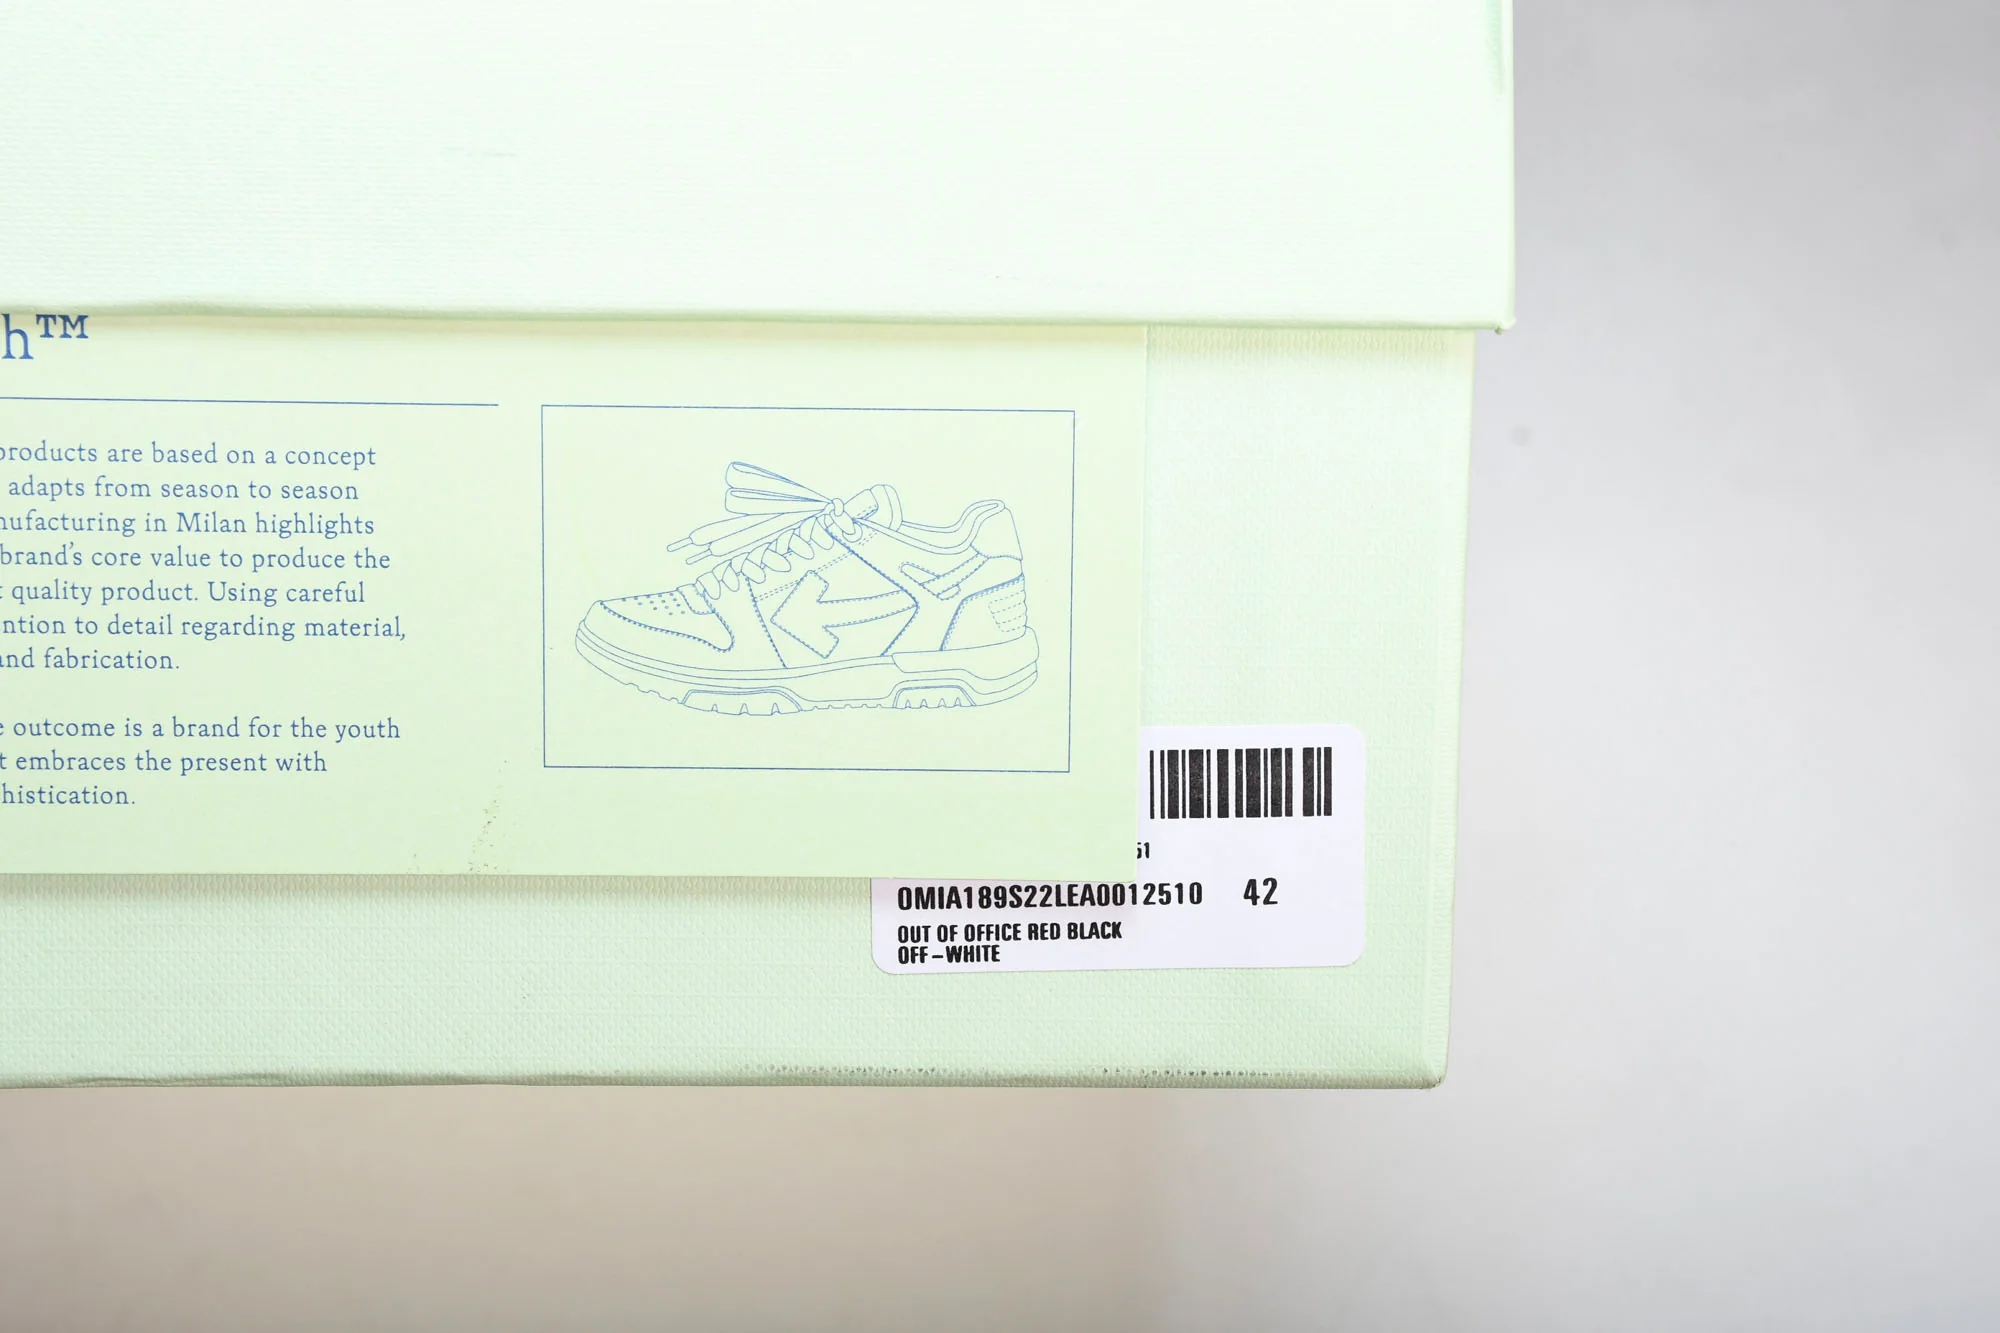 h™
products are based on a concept
adapts from season to season
nufacturing in Milan highlights
brand's core value to produce the
quality product. Using careful
ntion to detail regarding material,
and fabrication.
outcome is a brand for the youth
t embraces the present with
histication.
51
OMIA189S22LEA0012510 42
OUT OF OFFICE RED BLACK
OFF-WHITE